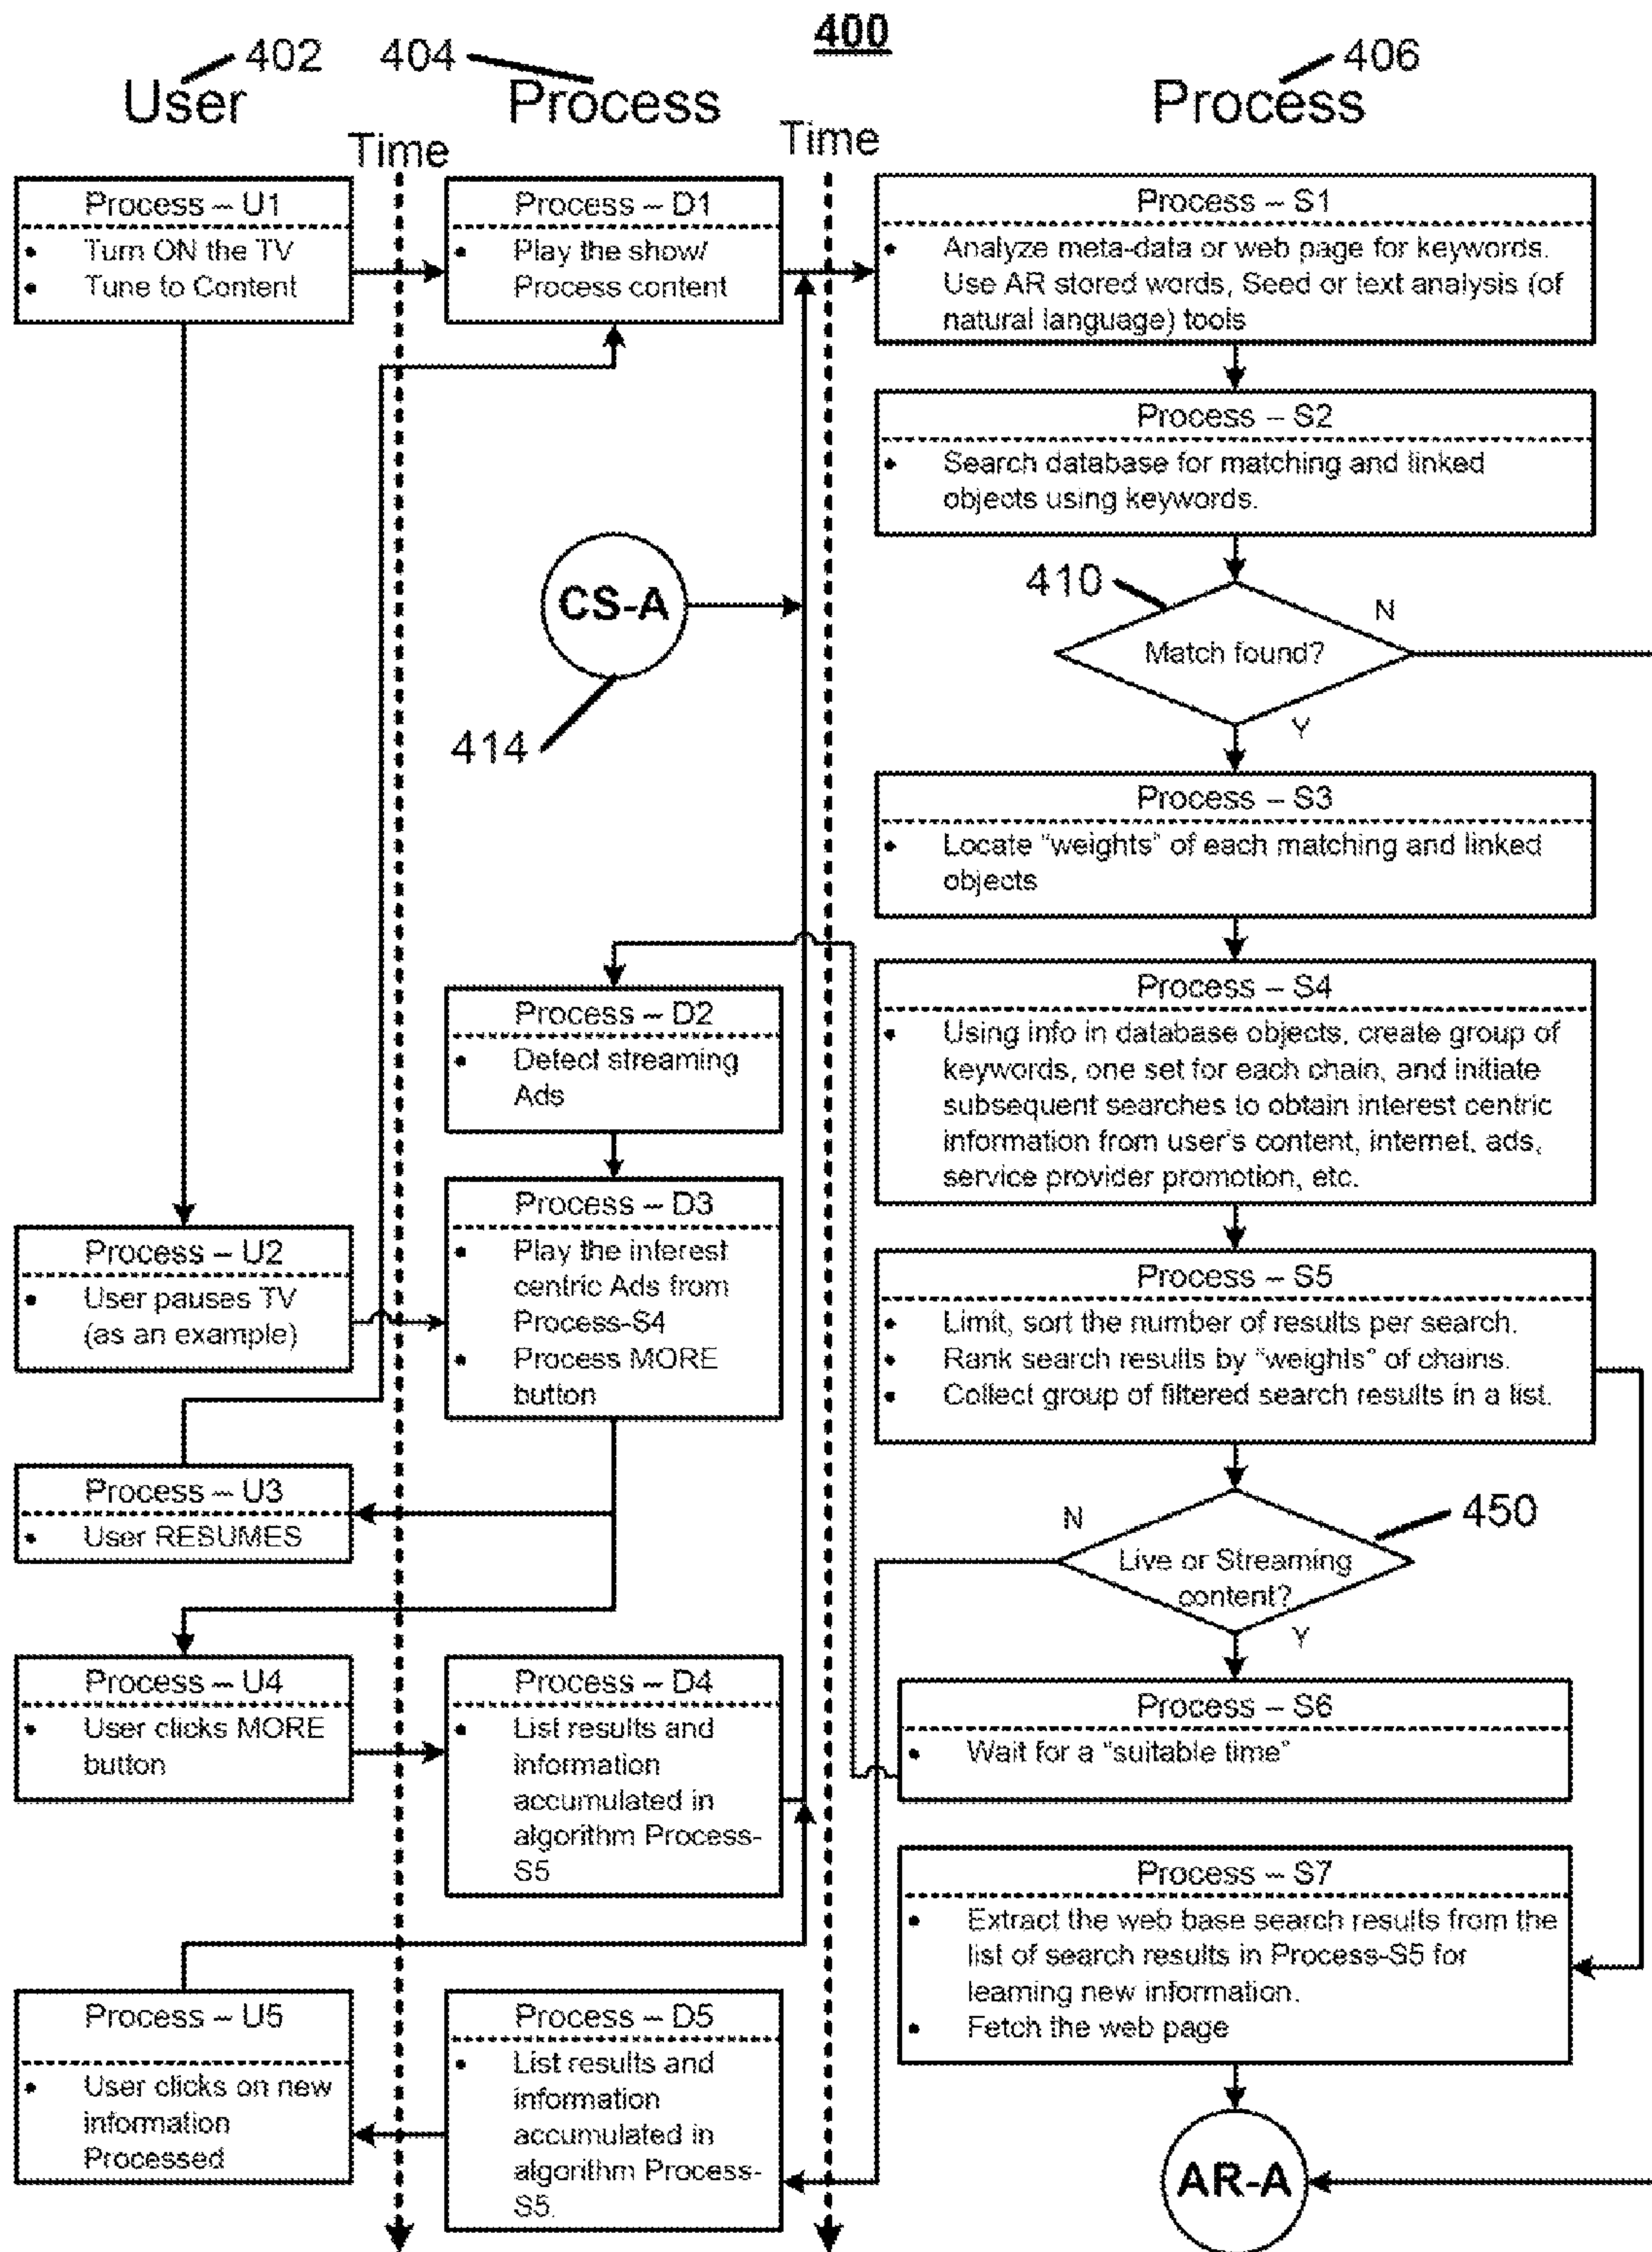 400
402
404
406
User
Process
Process
Time
Time
Process – U1
• Turn ON the TV
• Tune to Content
Process – D1
• Play the show/
Process content
Process – S1
• Analyze meta-data or web page for keywords.
Use AR stored words, Seed or text analysis (of
natural language) tools
Process – S2
• Search database for matching and linked
objects using keywords.
CS-A
414
410
Match found?
N
Y
Process – S3
• Locate "weights" of each matching and linked
objects
Process – S4
• Using info in database objects, create group of
keywords, one set for each chain, and initiate
subsequent searches to obtain interest centric
information from user's content, internet, ads,
service provider promotion, etc.
Process – D2
• Detect streaming
Ads
Process – D3
• Play the interest
centric Ads from
Process-S4
• Process MORE
button
Process – U2
• User pauses TV
(as an example)
Process – S5
• Limit, sort the number of results per search.
• Rank search results by "weights" of chains.
• Collect group of filtered search results in a list.
Process – U3
• User RESUMES
N
450
Live or Streaming
content?
Y
Process – U4
• User clicks MORE
button
Process – D4
• List results and
information
accumulated in
algorithm Process-
S5
Process – S6
• Wait for a "suitable time"
Process – S7
• Extract the web base search results from the
list of search results in Process-S5 for
learning new information.
• Fetch the web page
Process – U5
• User clicks on new
information
Processed
Process – D5
• List results and
information
accumulated in
algorithm Process-
S5.
AR-A